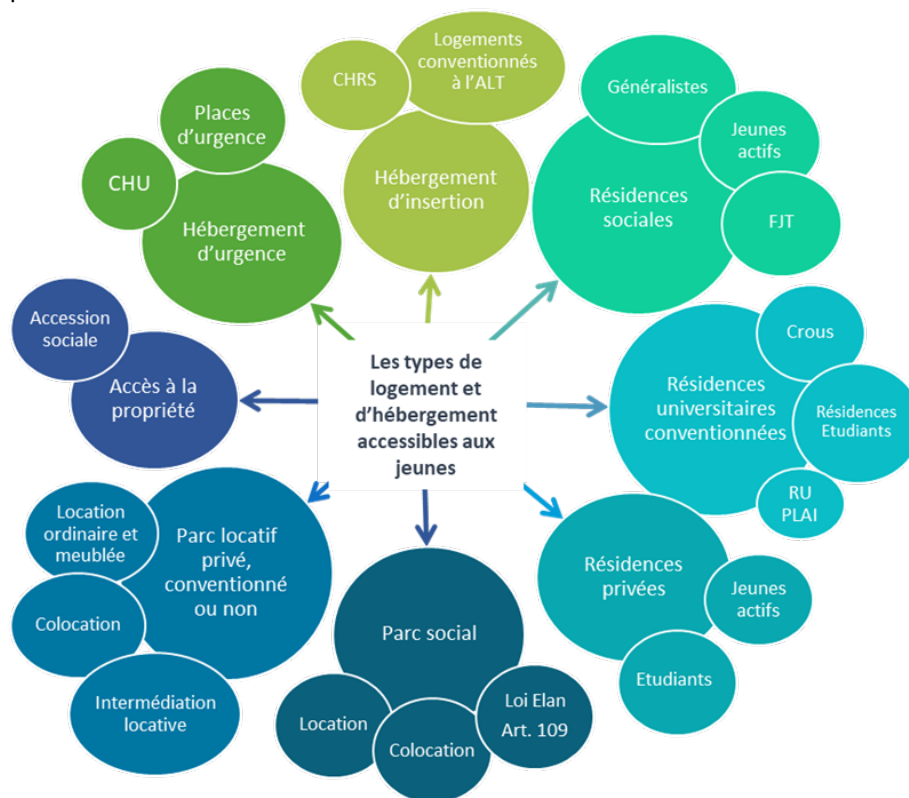 Logements
conventionnés
à l'ALT
CHRS
Hébergement
d'insertion
Généralistes
Jeunes
actifs
FJT
Résidences
sociales
Places
d'urgence
CHU
Hébergement
d'urgence
Accession
sociale
Accès à la
propriété
Les types de
logement et
d'hébergement
accessibles aux
jeunes
Crous
Résidences
universitaires
conventionnées
Résidences
Etudiants
RU
PLAI
Location
ordinaire et
meublée
Parc locatif
privé,
conventionné
ou non
Colocation
Intermédiation
locative
Parc social
Location
Colocation
Loi Elan
Art. 109
Résidences
privées
Jeunes
actifs
Etudiants